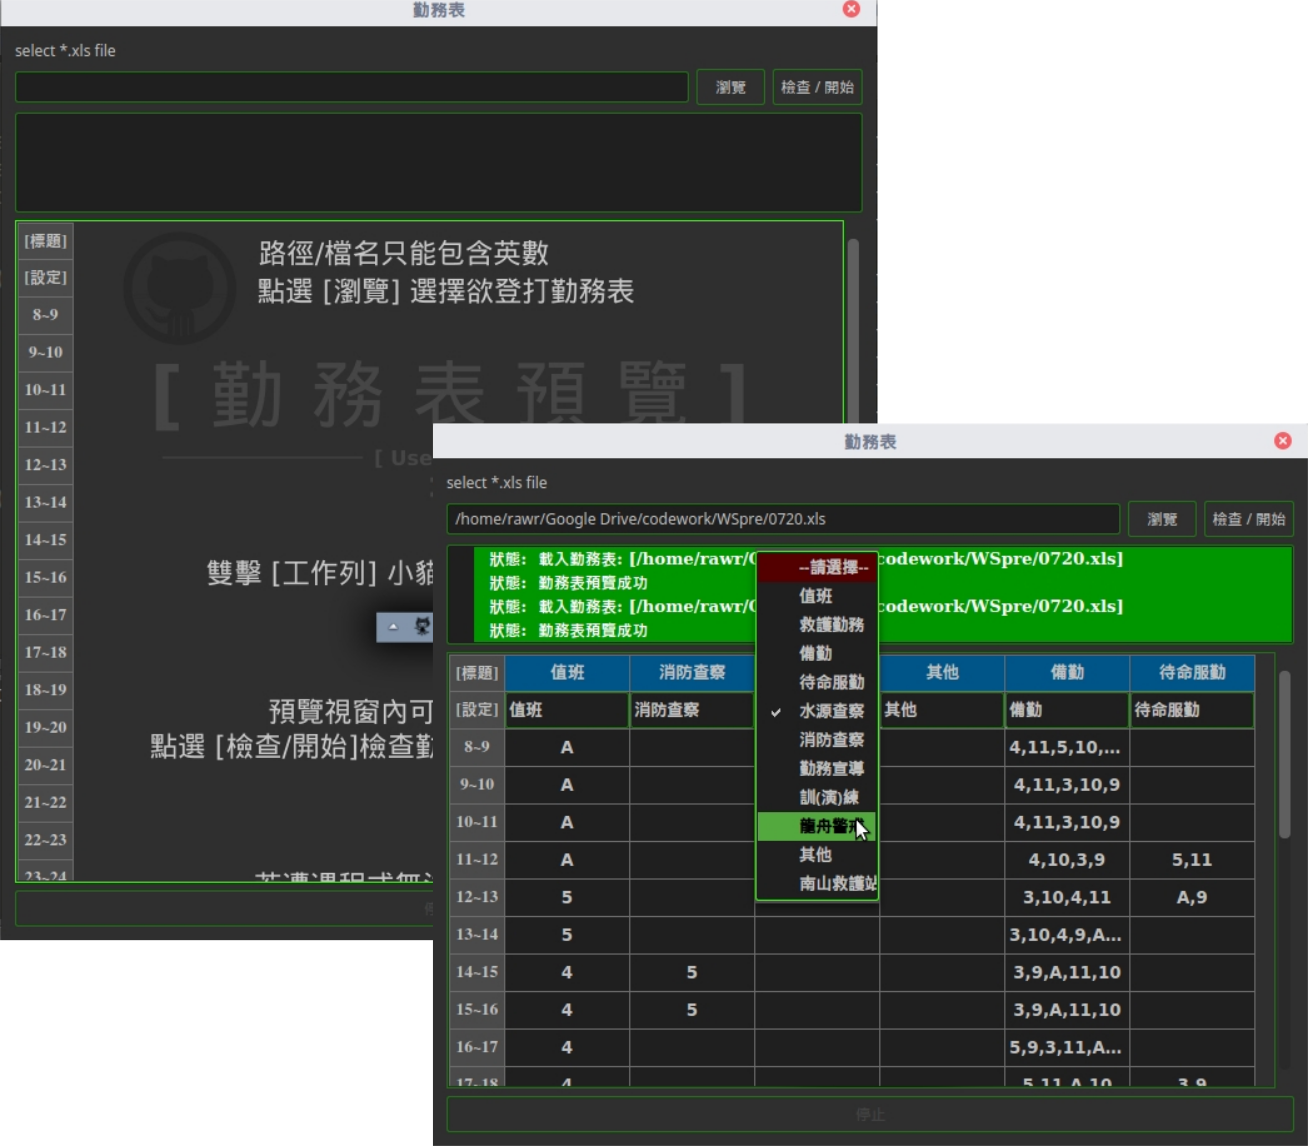 勤務表
select *.xls file
瀏覽
檢查 / 開始
[標題]
[設定]
8~9
9~10
10~11
11~12
12~13
13~14
14~15
15~16
16~17
17~18
18~19
19~20
20~21
21~22
22~23
23~24
路徑/檔名只能包含英數
點選 [瀏覽] 選擇欲登打勤務表
[ 勤務表預覽 ]
[ Use
雙擊 [工作列] 小貓
預覽視窗內可
點選 [檢查/開始]檢查勤
勤務表
select *.xls file
/home/rawr/Google Drive/codework/WSpre/0720.xls
瀏覽
檢查 / 開始
狀態: 載入勤務表: [/home/rawr/ codework/WSpre/0720.xls]
狀態: 勤務表預覽成功
狀態: 載入勤務表: [/home/rawr/ codework/WSpre/0720.xls]
狀態: 勤務表預覽成功
--請選擇--
值班
救護勤務
備勤
待命服勤
水源查察
消防查察
勤務宣導
訓(演)練
龍舟警戒
其他
南山救護站
[標題] 值班 消防查察 其他 備勤 待命服勤
[設定] 值班 消防查察 其他 備勤 待命服勤
8~9 A 4,11,5,10,...
9~10 A 4,11,3,10,9
10~11 A 4,11,3,10,9
11~12 A 4,10,3,9 5,11
12~13 5 3,10,4,11 A,9
13~14 5 3,10,4,9,A...
14~15 4 5 3,9,A,11,10
15~16 4 5 3,9,A,11,10
16~17 4 5,9,3,11,A...
17~18 4 5,11,A,10 3,9
停止